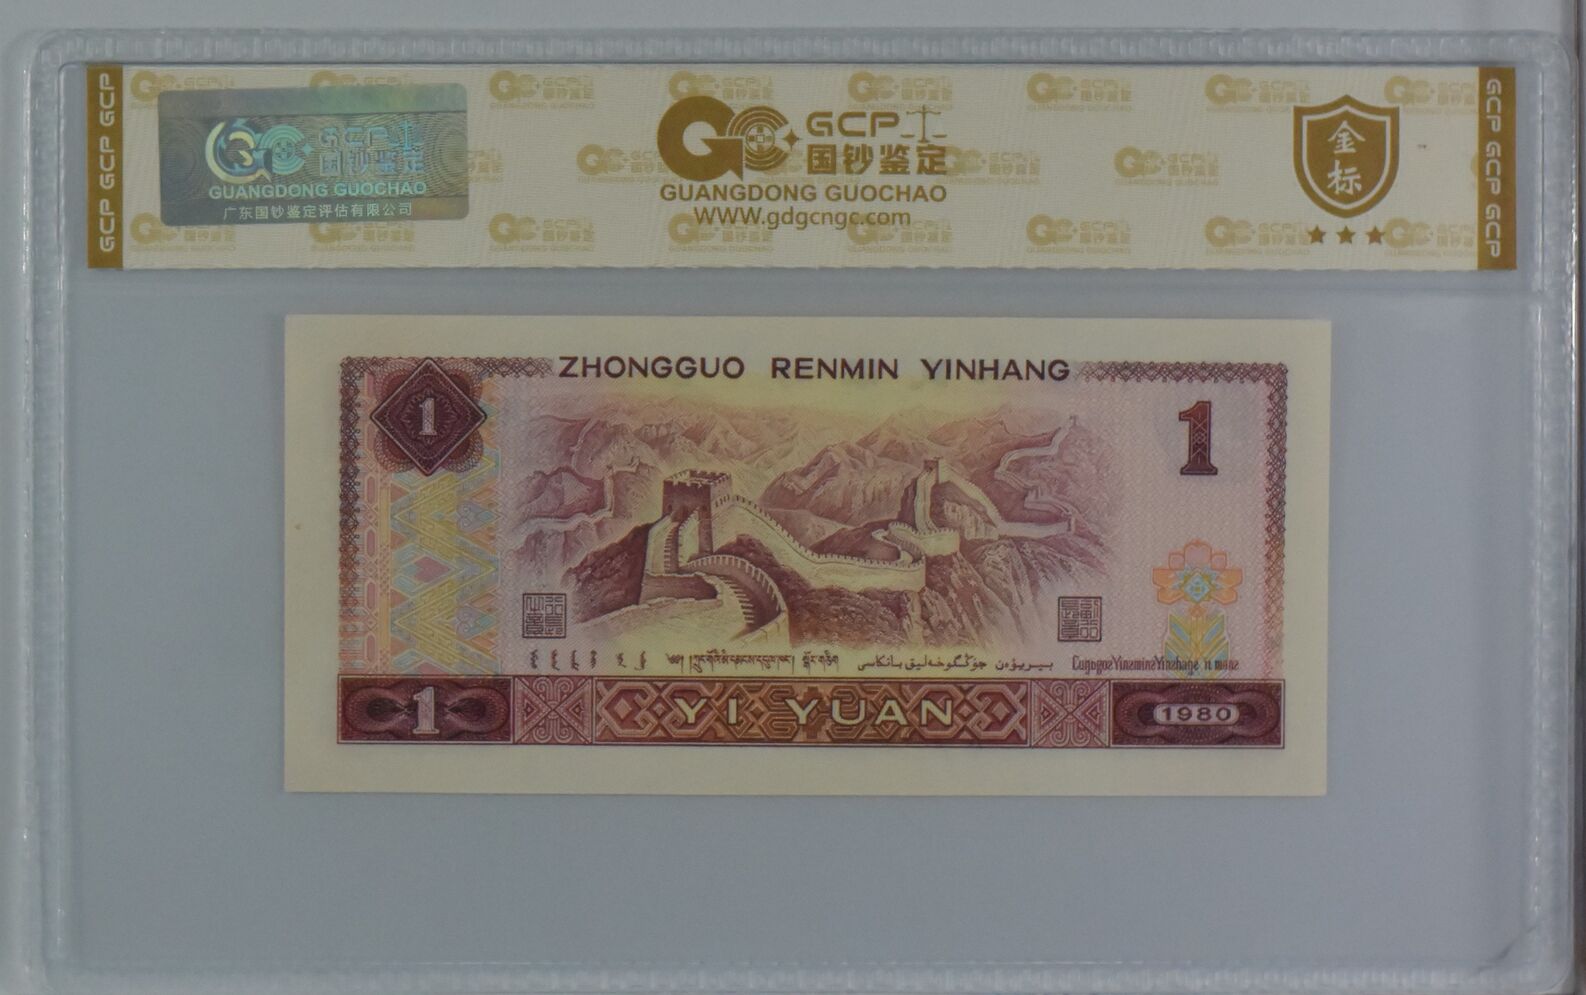 GCP GCP GCP
GCP
国钞鉴定
GUANGDONG GUOCHAO
广东国钞鉴定评估有限公司
GCP
国钞鉴定
GUANGDONG GUOCHAO
WWW.gdgcngc.com
金标
GCP GCP GCP
ZHONGGUO RENMIN YINHANG
1
1
1
YI YUAN
1980